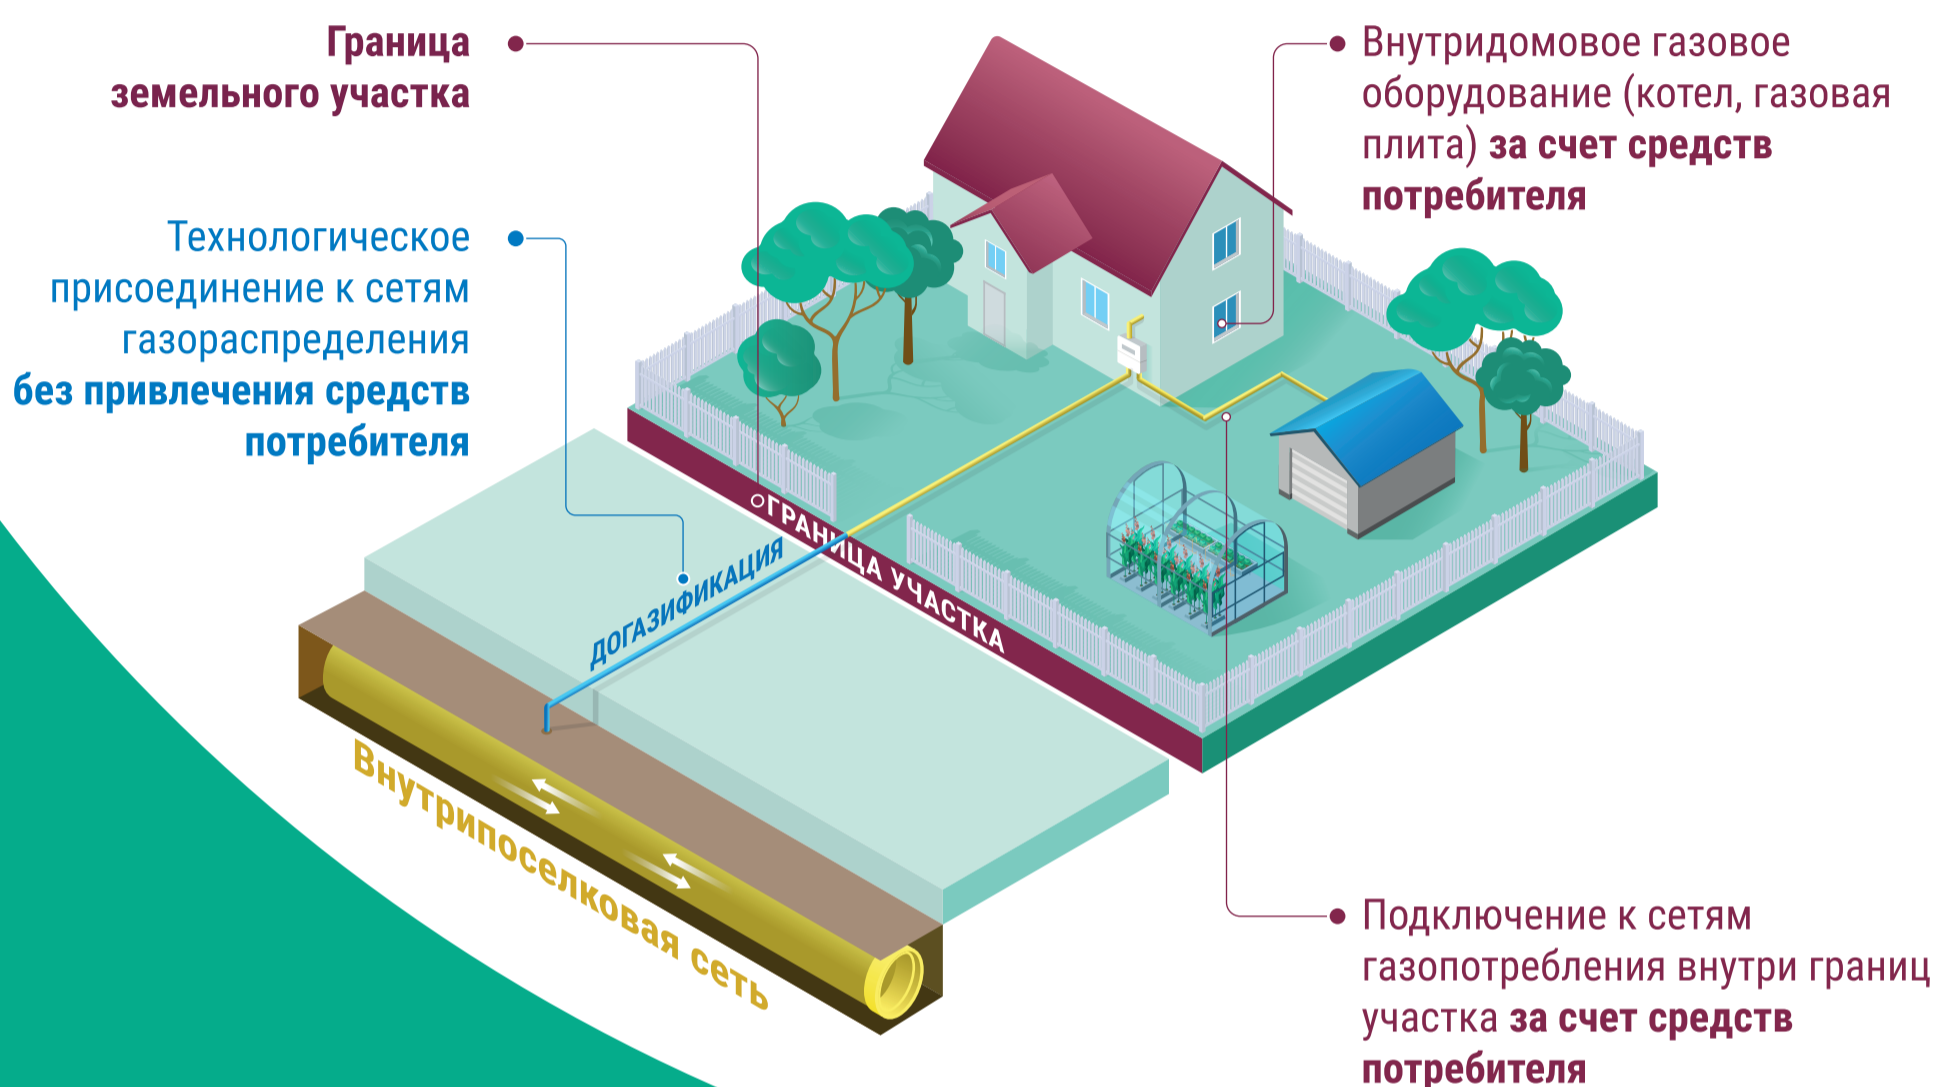 Граница
земельного участка
Технологическое
присоединение к сетям
газораспределения
без привлечения средств
потребителя
Внутридомовое газовое
оборудование (котел, газовая
плита) за счет средств
потребителя
ГРАНИЦА УЧАСТКА
ДОГАЗИФИКАЦИЯ
Внутрипоселковая сеть
Подключение к сетям
газопотребления внутри границ
участка за счет средств
потребителя